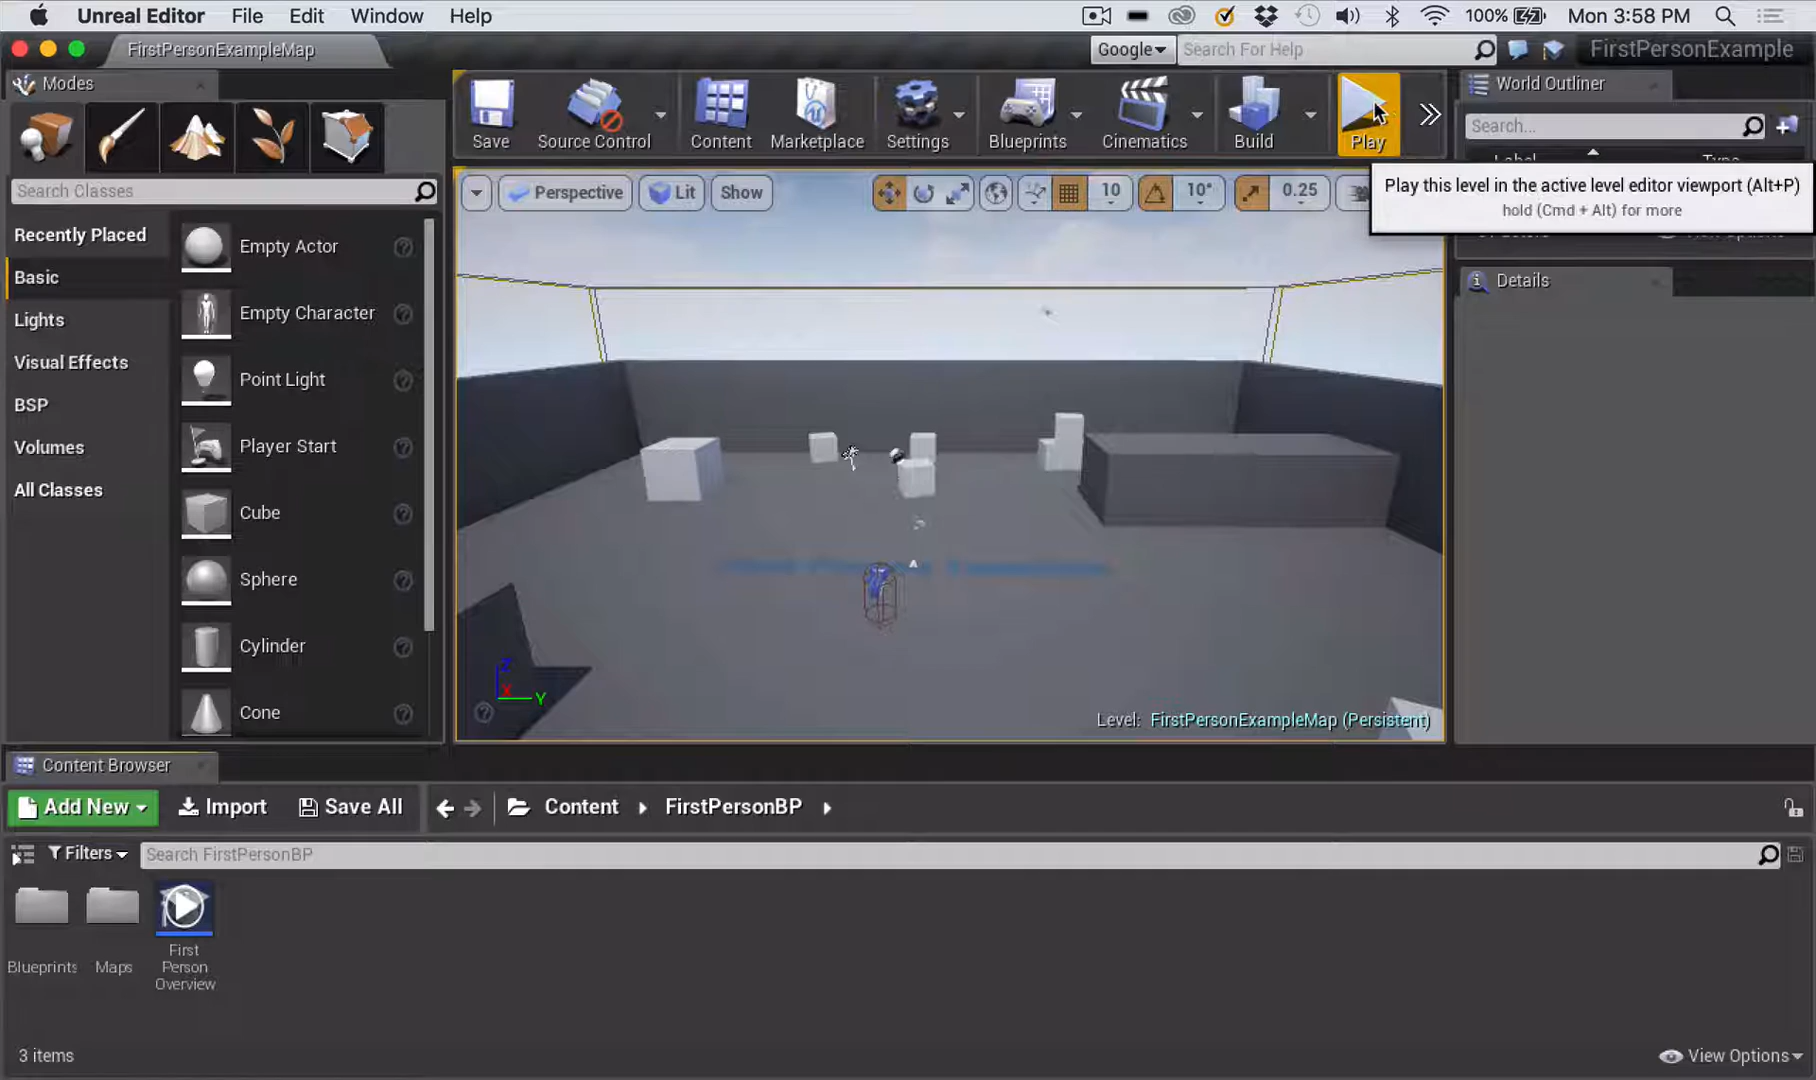 Unreal Editor File Edit Window Help 100% Mon 3:58 PM
FirstPersonExampleMap Google Search For Help FirstPersonExample
Modes World Outliner
Save Source Control Content Marketplace Settings Blueprints Cinematics Build Play
Search...
Label Type
Play this level in the active level editor viewport (Alt+P)
hold (Cmd + Alt) for more
Search Classes
Perspective Lit Show 10 10° 0.25
Recently Placed
Basic
Lights
Visual Effects
BSP
Volumes
All Classes
Empty Actor
Empty Character
Point Light
Player Start
Cube
Sphere
Cylinder
Cone
Details
A
Z
X
Y
Level: FirstPersonExampleMap (Persistent)
Content Browser
Add New Import Save All Content FirstPersonBP
Filters Search FirstPersonBP
Blueprints
Maps
First
Person
Overview
3 items View Options